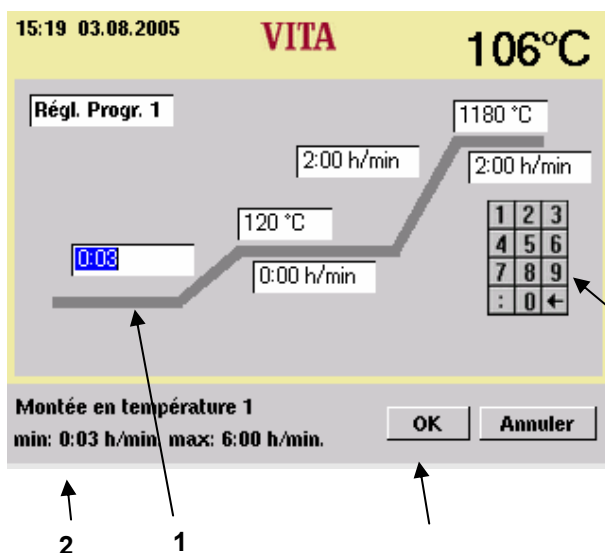 15:19 03.08.2005
VITA
106°C
Régl. Progr. 1
1180 °C
2:00 h/min
2:00 h/min
120 °C
0:03
0:00 h/min
1 2 3
4 5 6
7 8 9
: 0 ←
Montée en température 1
min: 0:03 h/min. max: 6:00 h/min.
OK
Annuler
2
1